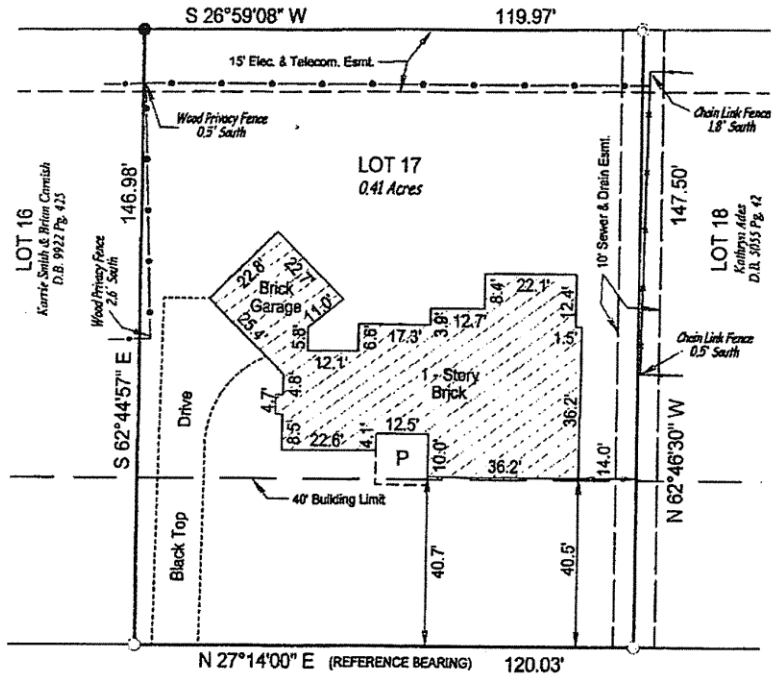 S 26°59'08" W 119.97'
15' Elec. & Telecom. Esmt.
Wood Privacy Fence
0.3' South
Chain Link Fence
1.8' South
LOT 17
0.41 Acres
LOT 16
Karrie Smith & Brian Carnish
D.B. 9922 Pg. 425
146.98'
Wood Privacy Fence
2.6' South
S 62°44'57" E
10' Sewer & Drain Esmt.
147.50'
LOT 18
Kathryn Ades
D.B. 5055 Pg. 42
Chain Link Fence
0.5' South
N 62°46'30" W
22.8'
22.7'
Brick
Garage
11.0'
25.4'
5.8'
12.1'
6.6'
17.3'
3.9'
12.7'
8.4'
22.1'
12.4'
1.5'
1 - Story
Brick
36.2'
4.8'
4.7'
8.5'
22.6'
4.1'
12.5'
P
10.0'
36.2'
14.0'
Drive
Black Top
40' Building Limit
40.7'
40.5'
N 27°14'00" E (REFERENCE BEARING) 120.03'